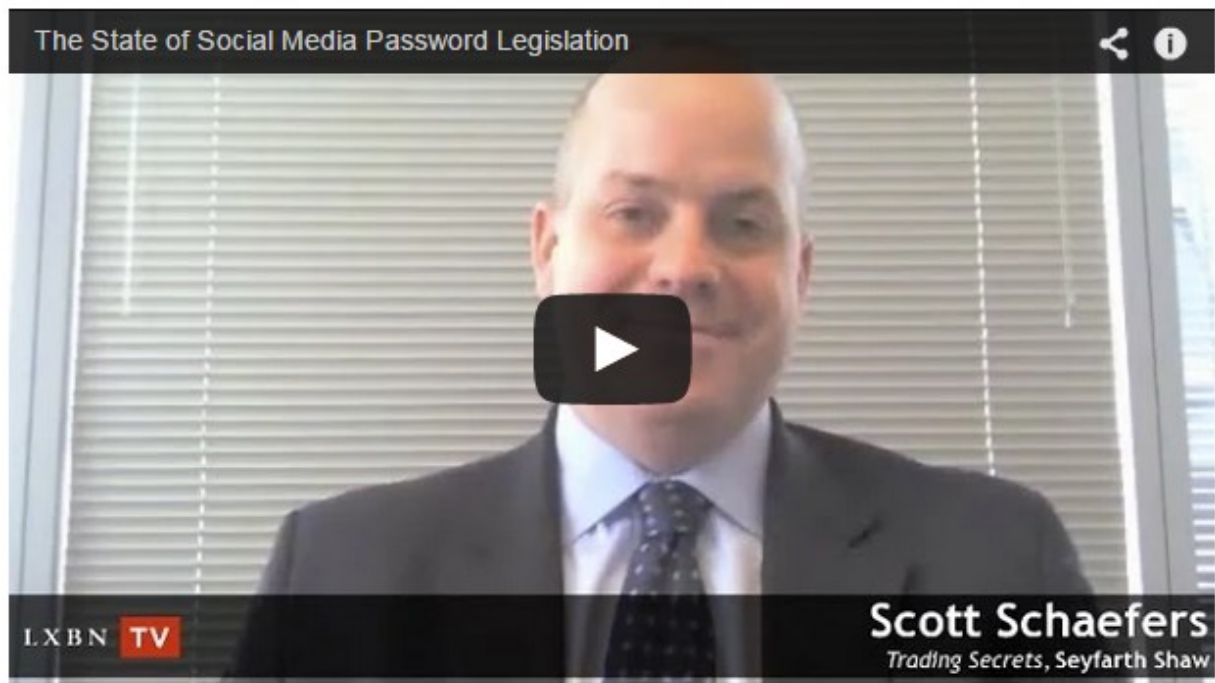 The State of Social Media Password Legislation
LXBN TV
Scott Schaefers
Trading Secrets, Seyfarth Shaw